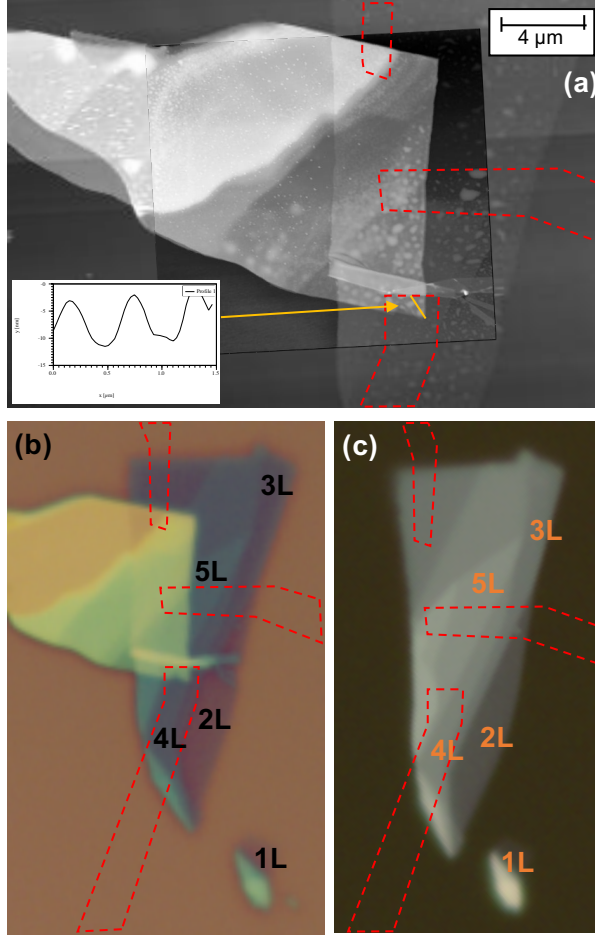 4 µm
(a)
Profile 1
-0
-5
-10
-15
y [nm]
0.0
0.5
1.0
1.5
x [µm]
(b)
3L
5L
4L
2L
1L
(c)
3L
5L
4L
2L
1L